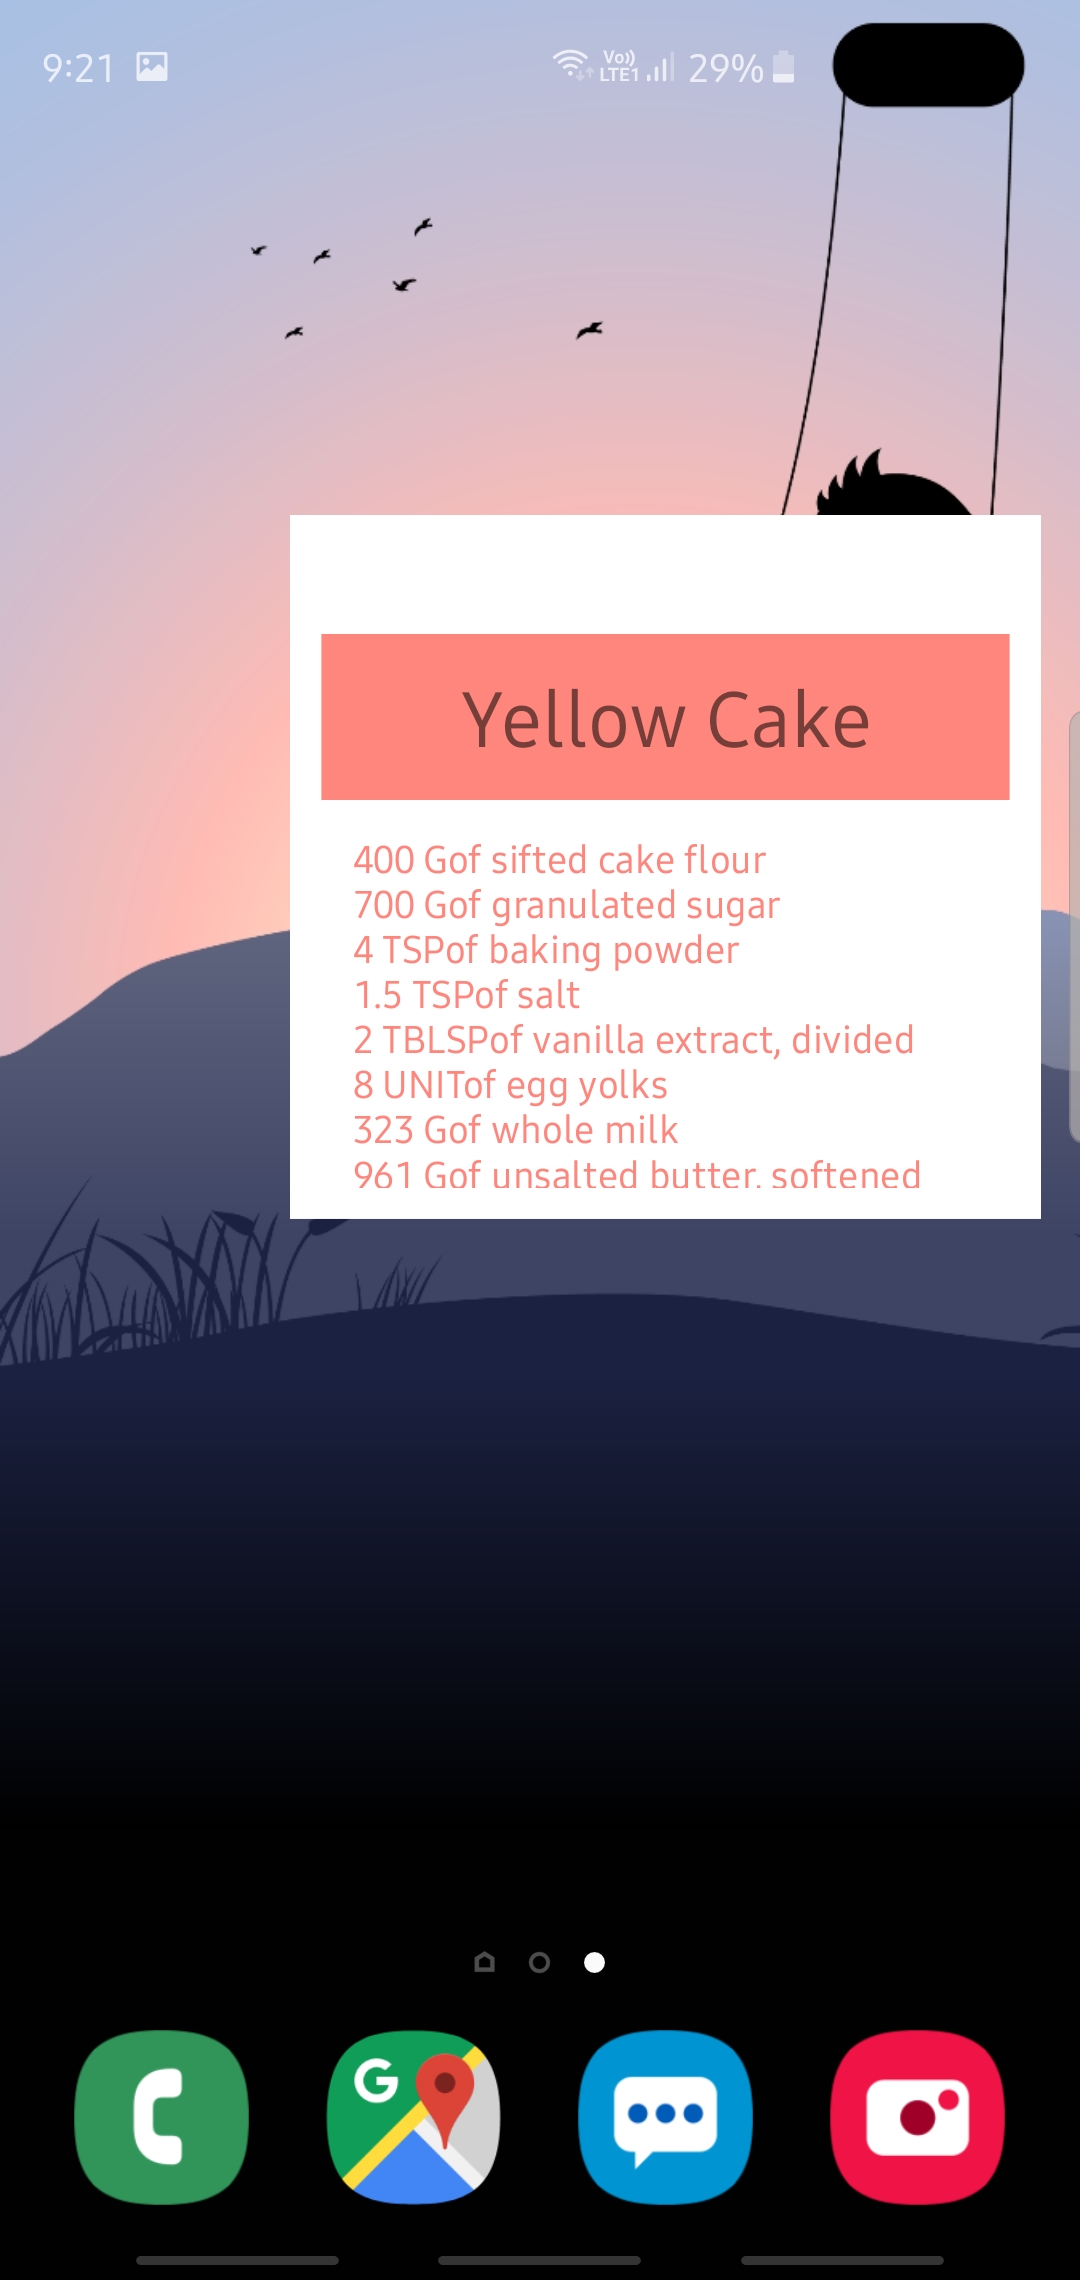 9:21
Vo)) LTE1 29%
Yellow Cake
400 Gof sifted cake flour
700 Gof granulated sugar
4 TSPof baking powder
1.5 TSPof salt
2 TBLSPof vanilla extract, divided
8 UNITof egg yolks
323 Gof whole milk
961 Gof unsalted butter, softened
G